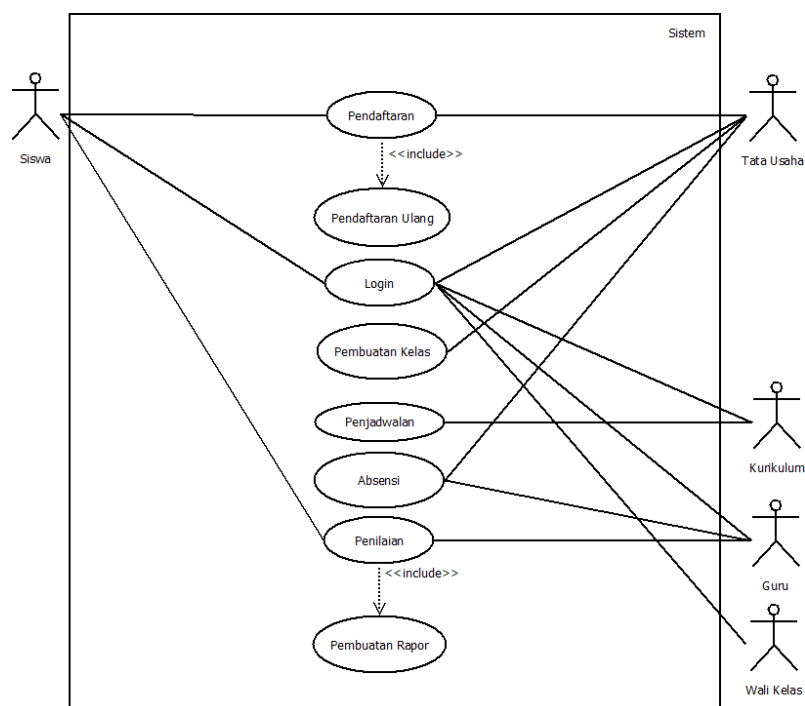 Sistem
Siswa
Pendaftaran
Tata Usaha
<<include>>
Pendaftaran Ulang
Login
Pembuatan Kelas
Penjadwalan
Kurikulum
Absensi
Penilaian
<<include>>
Guru
Pembuatan Rapor
Wali Kelas